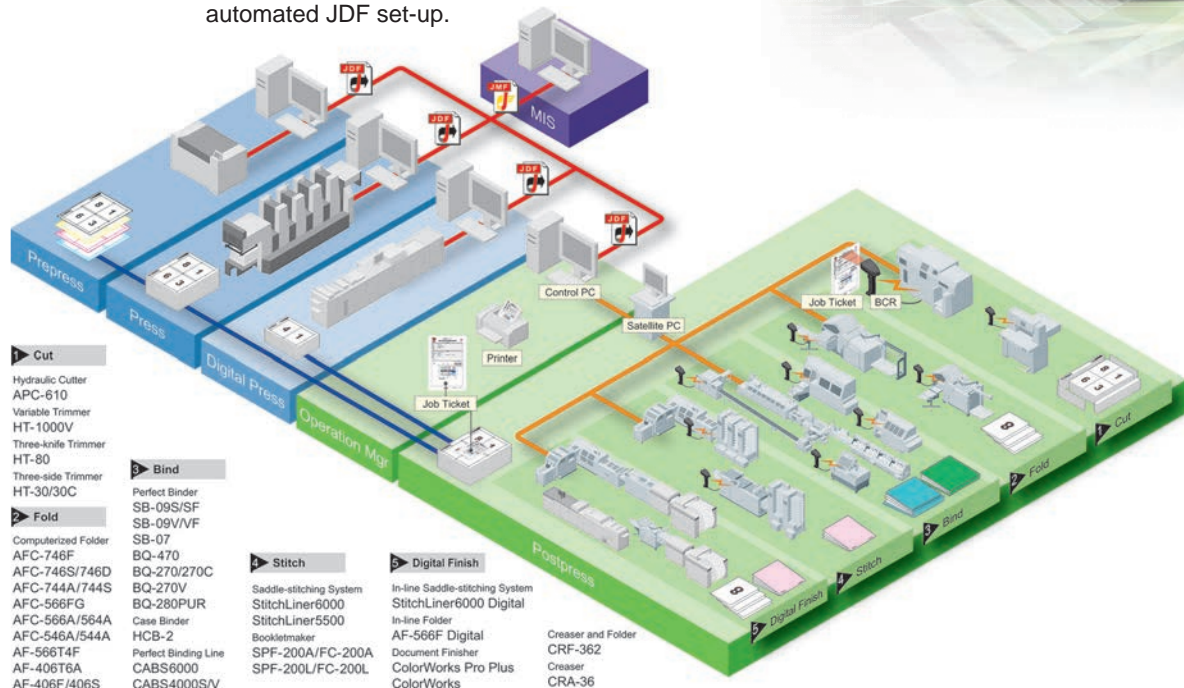 automated JDF set-up.
JDF
JDF
JMF
JDF
JDF
MIS
Prepress
Press
Digital Press
Operation Mgr
Postpress
Control PC
Satellite PC
Printer
Job Ticket
Job Ticket
BCR
1 Cut
2 Fold
3 Bind
4 Stitch
5 Digital Finish
1 Cut
Hydraulic Cutter
APC-610
Variable Trimmer
HT-1000V
Three-knife Trimmer
HT-80
Three-side Trimmer
HT-30/30C
2 Fold
Computerized Folder
AFC-746F
AFC-746S/746D
AFC-744A/744S
AFC-566FG
AFC-566A/564A
AFC-546A/544A
AF-566T4F
AF-406T6A
AF-406F/406S
3 Bind
Perfect Binder
SB-09S/SF
SB-09V/VF
SB-07
BQ-470
BQ-270/270C
BQ-270V
BQ-280PUR
Case Binder
HCB-2
Perfect Binding Line
CABS6000
CABS4000S/V
4 Stitch
Saddle-stitching System
StitchLiner6000
StitchLiner5500
Bookletmaker
SPF-200A/FC-200A
SPF-200L/FC-200L
5 Digital Finish
In-line Saddle-stitching System
StitchLiner6000 Digital
In-line Folder
AF-566F Digital
Document Finisher
ColorWorks Pro Plus
ColorWorks
Creaser and Folder
CRF-362
Creaser
CRA-36